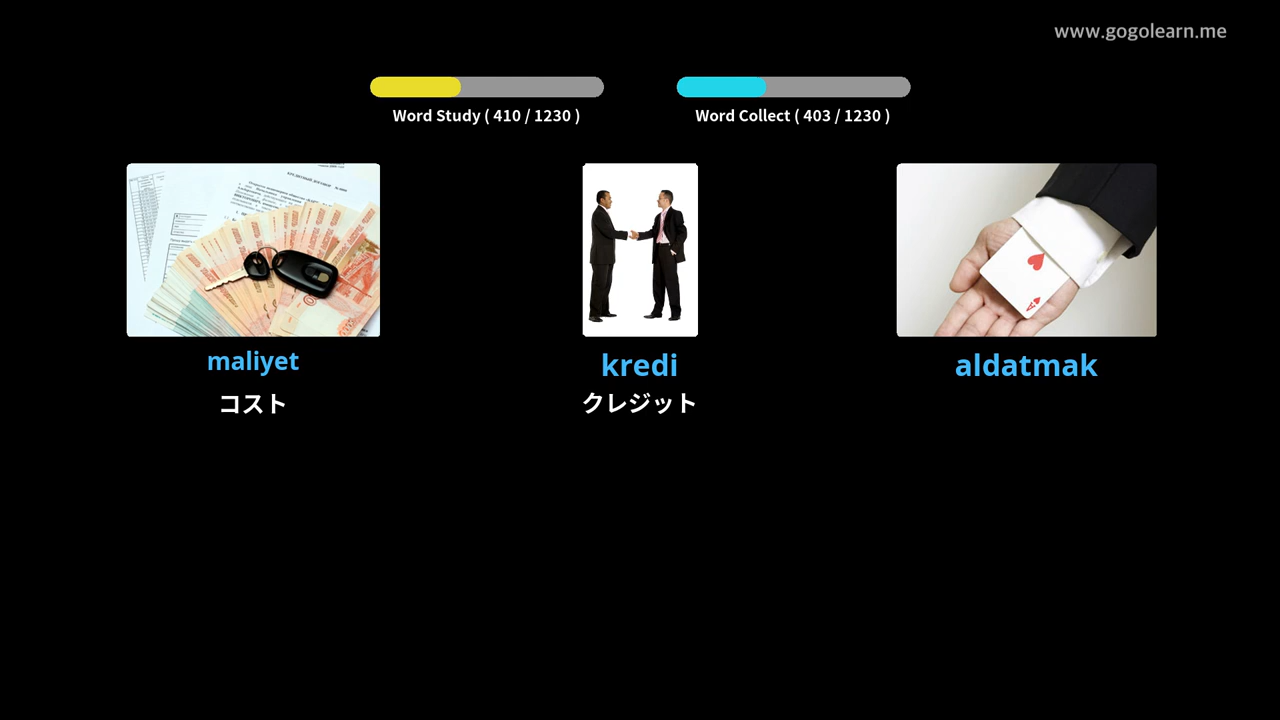 www.gogolearn.me
Word Study ( 410 / 1230 )
Word Collect ( 403 / 1230 )
maliyet
kredi
aldatmak
コスト
クレジット